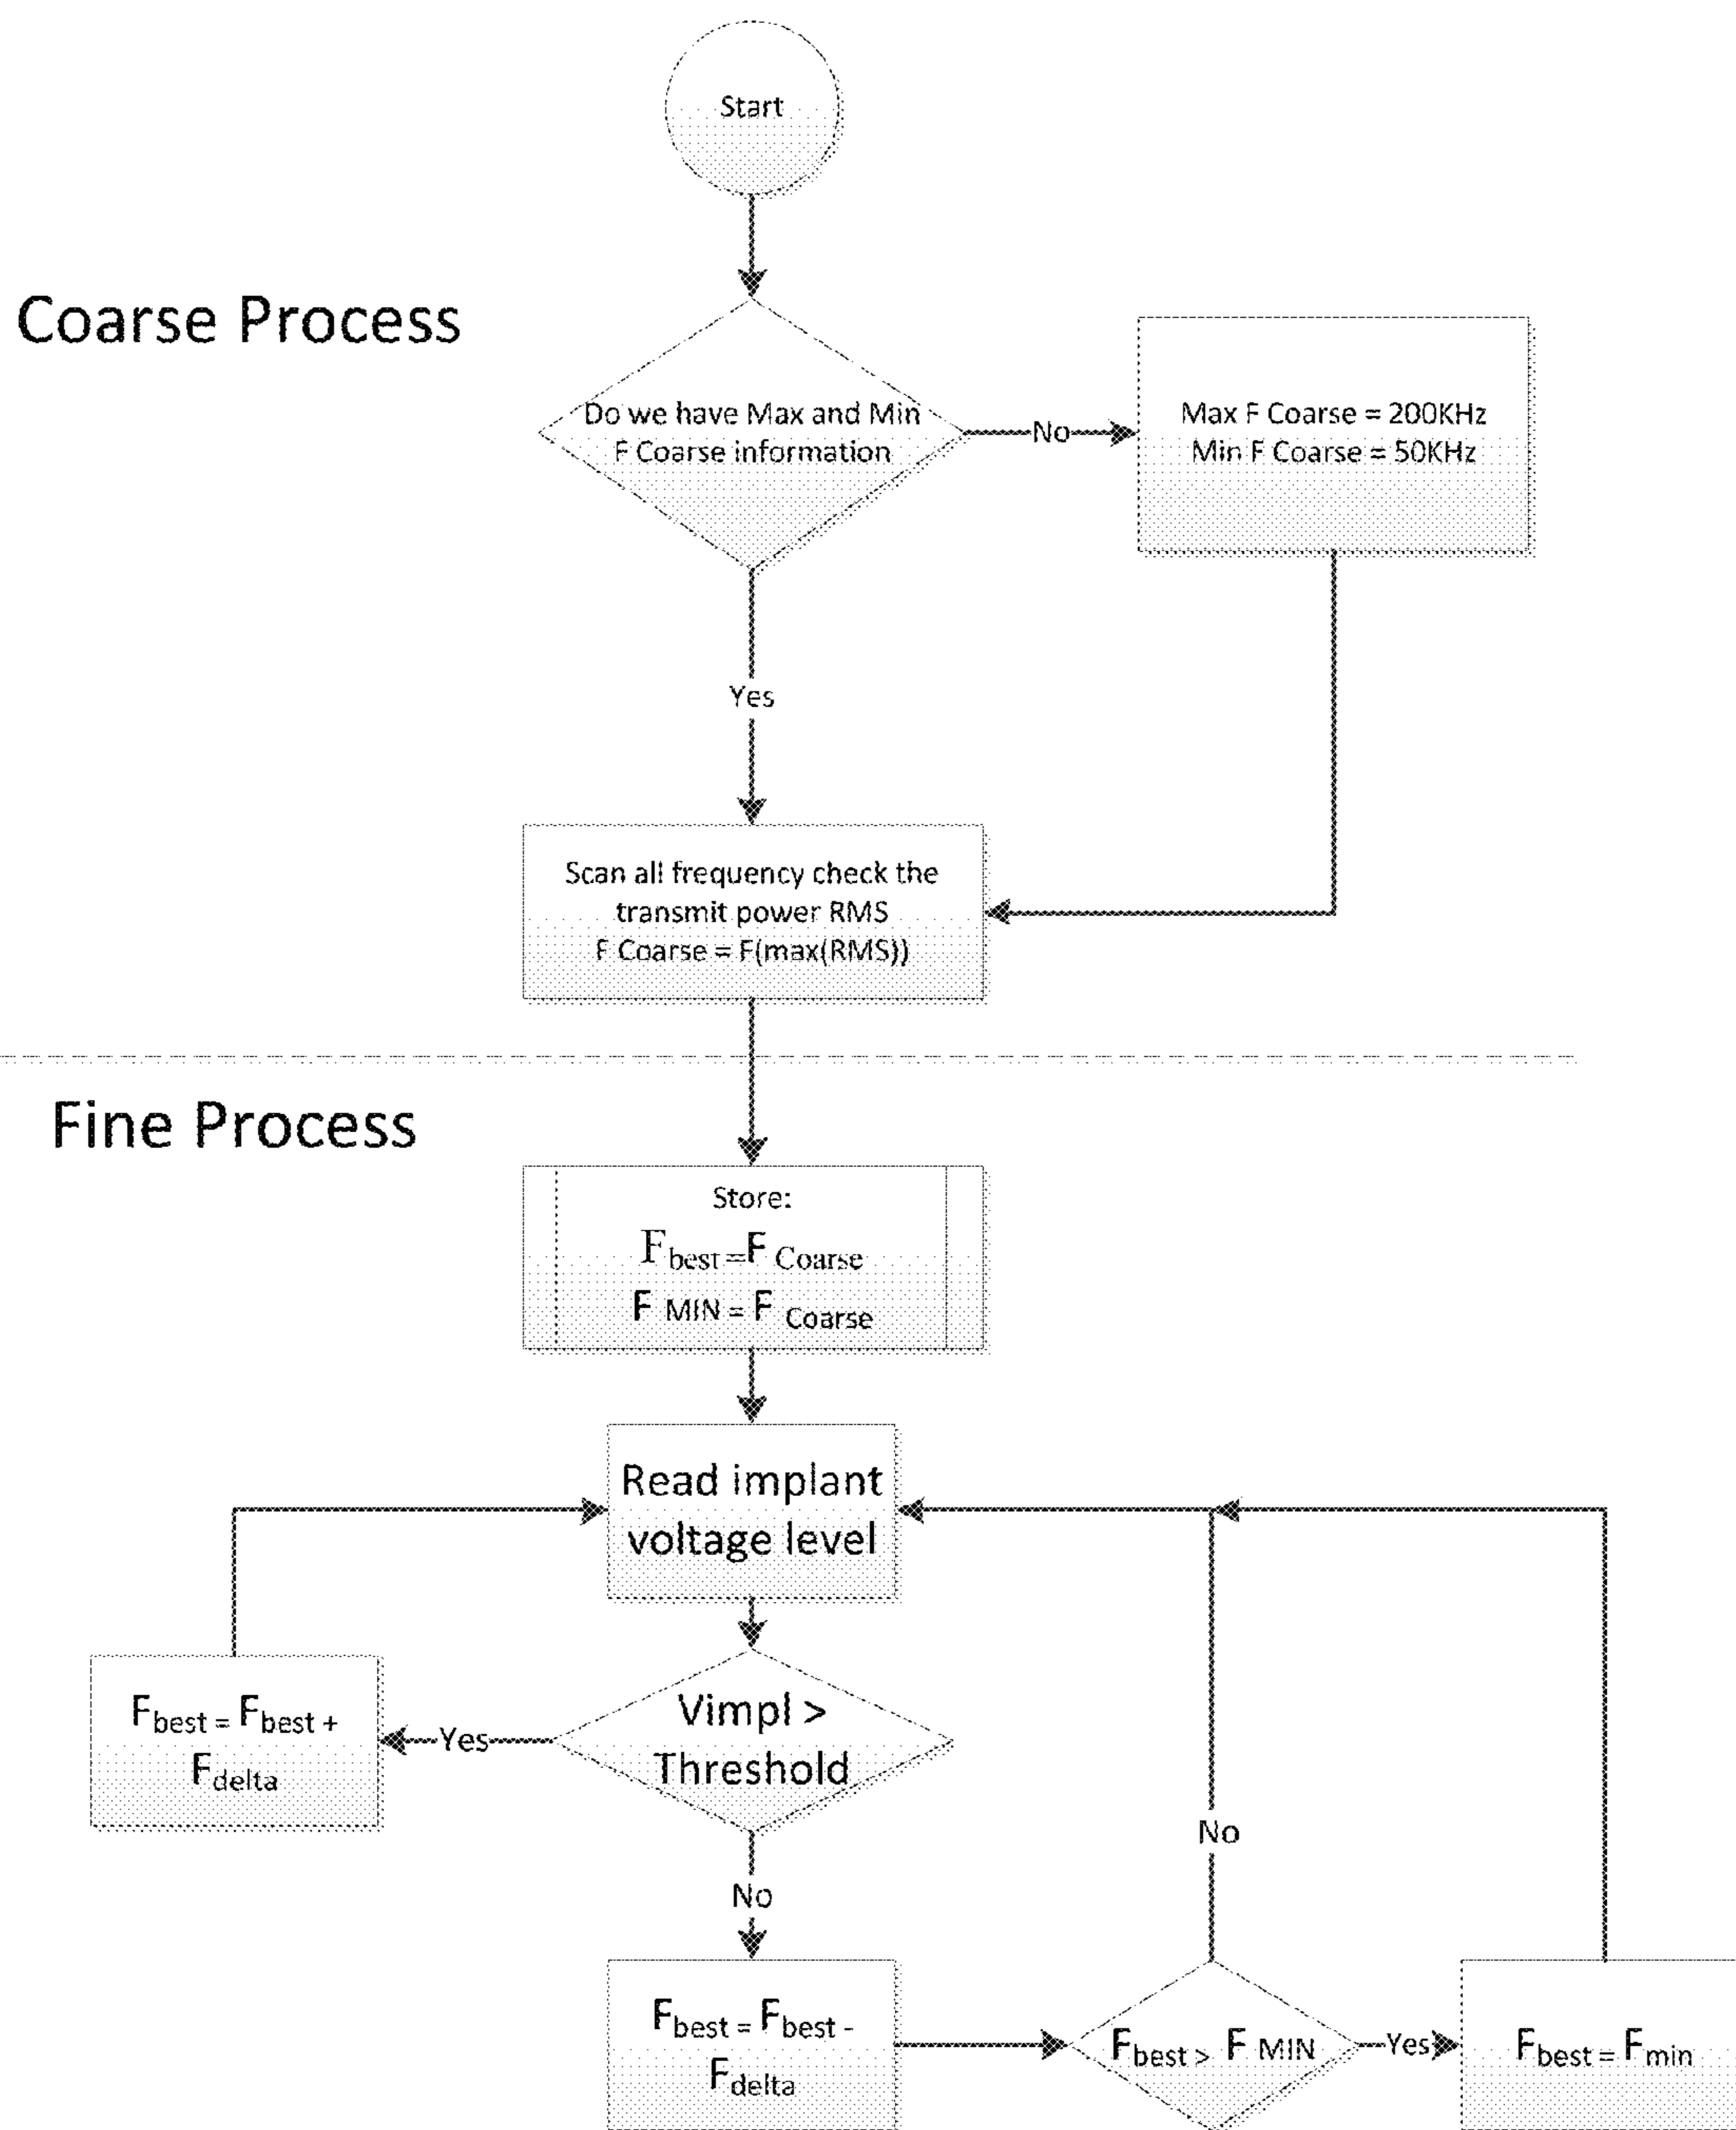 Start
Coarse Process
Do we have Max and Min
F Coarse information
No
Max F Coarse = 200KHz
Min F Coarse = 50KHz
Yes
Scan all frequency check the
transmit power RMS
F Coarse = F(max(RMS))
Fine Process
Store:
Fbest = F Coarse
F MIN = F Coarse
Read implant
voltage level
Fbest = Fbest +
Fdelta
Yes
Vimpl >
Threshold
No
No
Fbest = Fbest -
Fdelta
Fbest > F MIN
Yes
Fbest = Fmin